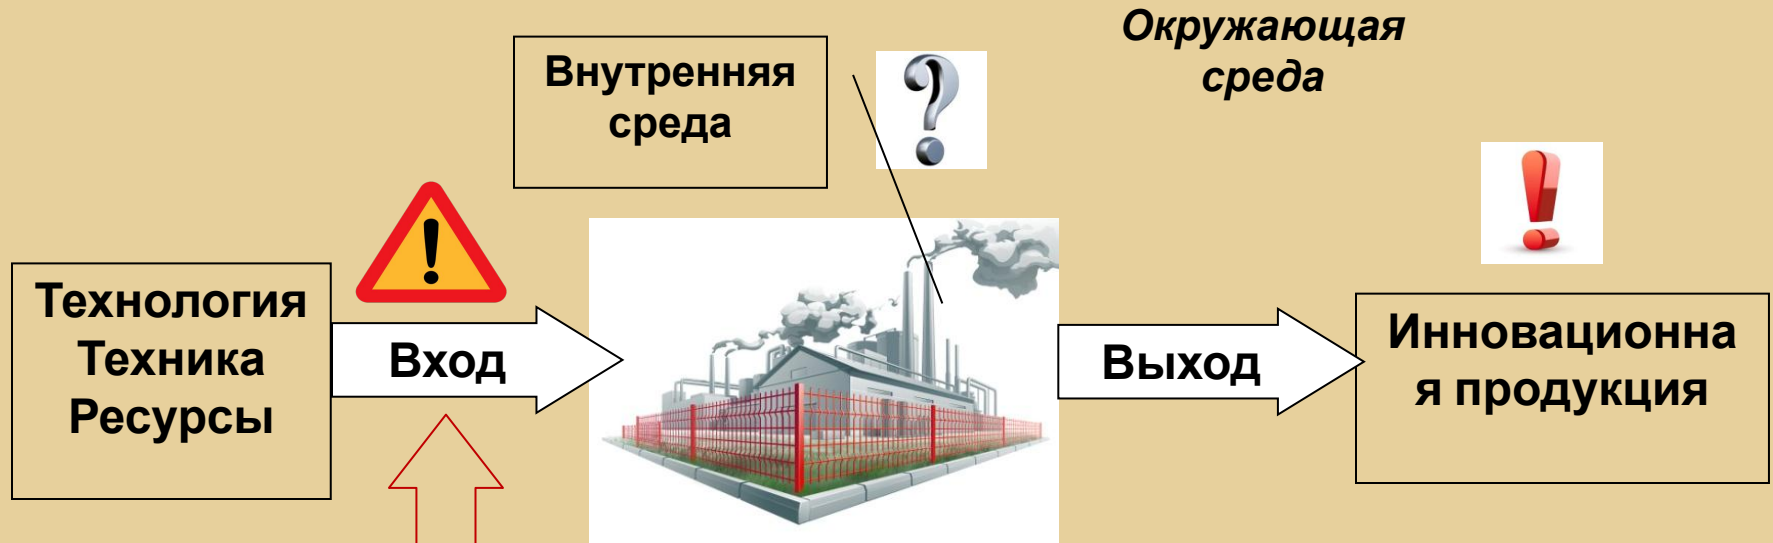 Окружающая
среда
Внутренняя
среда
Технология
Техника
Ресурсы
Вход
Выход
Инновационна
я продукция